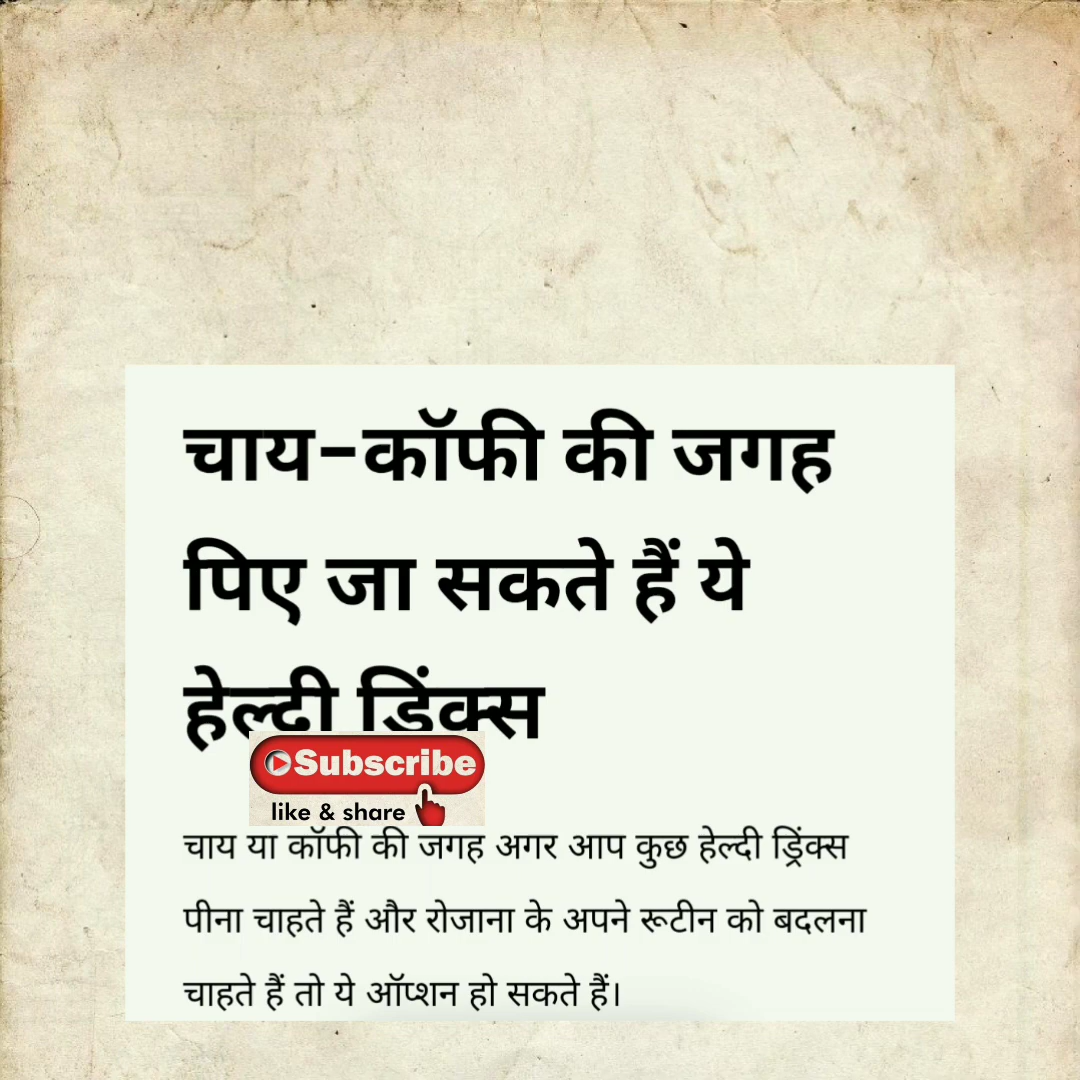 चाय-कॉफी की जगह
पिए जा सकते हैं ये
हेल्दी ड्रिंक्स
Subscribe
like & share
चाय या कॉफी की जगह अगर आप कुछ हेल्दी ड्रिंक्स
पीना चाहते हैं और रोजाना के अपने रूटीन को बदलना
चाहते हैं तो ये ऑप्शन हो सकते हैं।